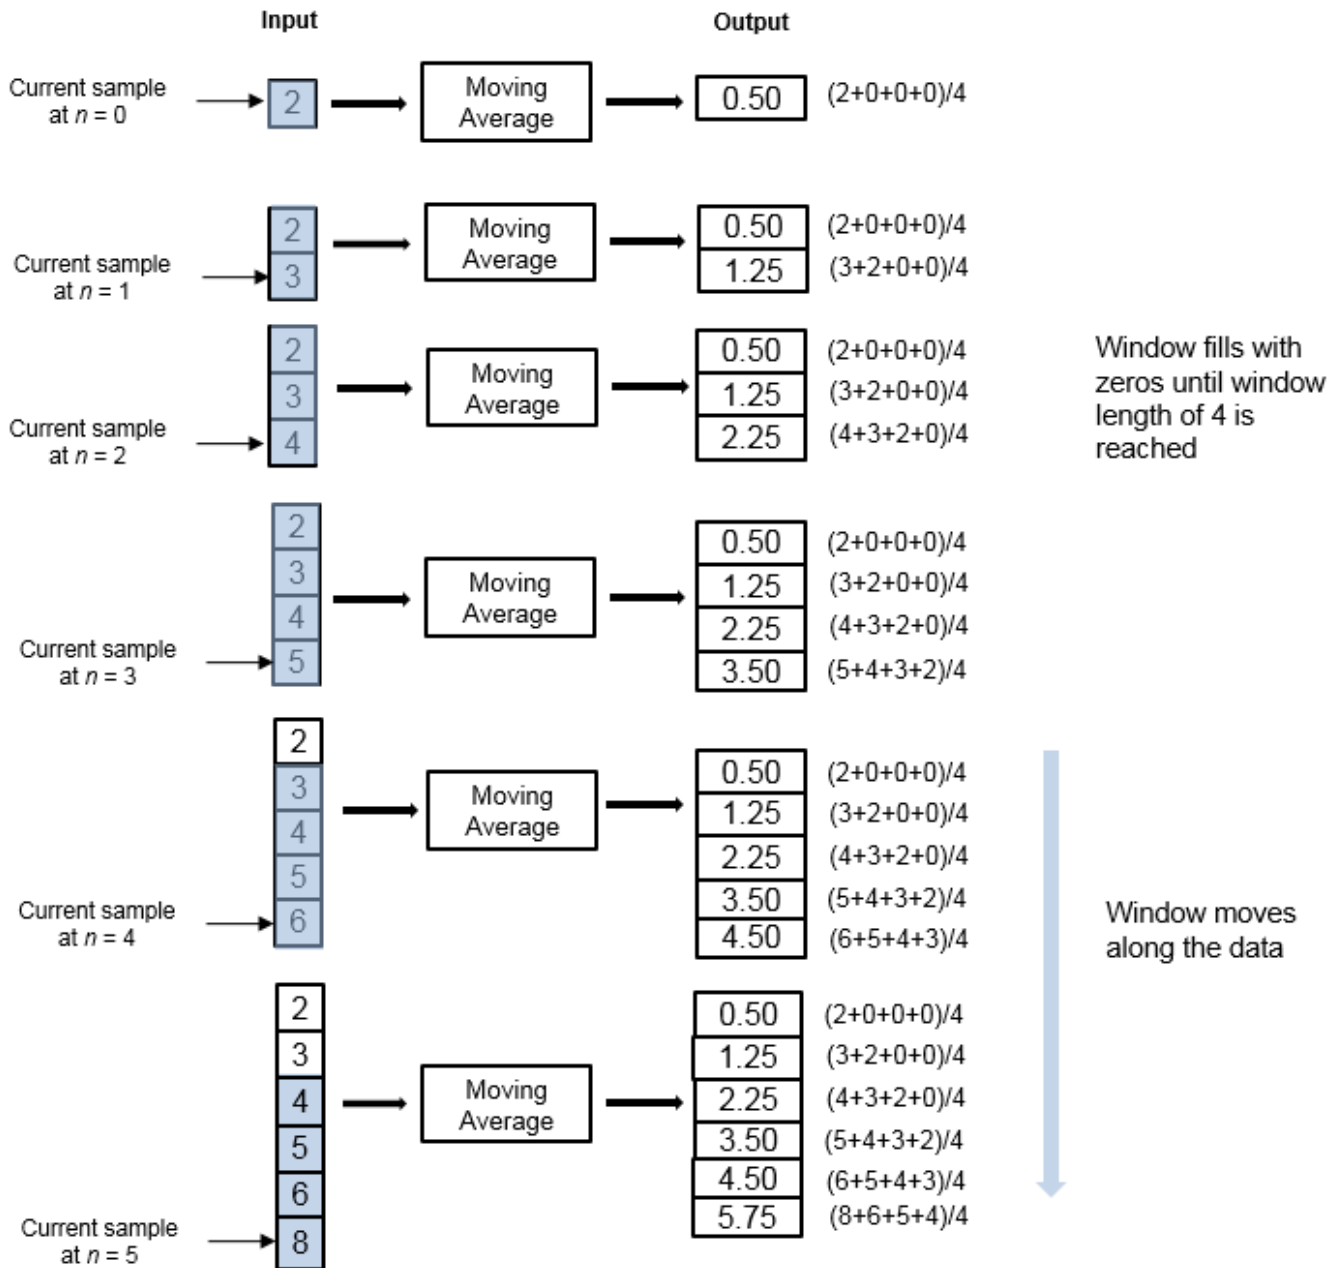 Input
Output
Current sample
at n = 0
2
Moving
Average
0.50
(2+0+0+0)/4
Current sample
at n = 1
2
3
Moving
Average
0.50
(2+0+0+0)/4
1.25
(3+2+0+0)/4
Current sample
at n = 2
2
3
4
Moving
Average
0.50
(2+0+0+0)/4
1.25
(3+2+0+0)/4
2.25
(4+3+2+0)/4
Window fills with
zeros until window
length of 4 is
reached
Current sample
at n = 3
2
3
4
5
Moving
Average
0.50
(2+0+0+0)/4
1.25
(3+2+0+0)/4
2.25
(4+3+2+0)/4
3.50
(5+4+3+2)/4
Current sample
at n = 4
2
3
4
5
6
Moving
Average
0.50
(2+0+0+0)/4
1.25
(3+2+0+0)/4
2.25
(4+3+2+0)/4
3.50
(5+4+3+2)/4
4.50
(6+5+4+3)/4
Window moves
along the data
Current sample
at n = 5
2
3
4
5
6
8
Moving
Average
0.50
(2+0+0+0)/4
1.25
(3+2+0+0)/4
2.25
(4+3+2+0)/4
3.50
(5+4+3+2)/4
4.50
(6+5+4+3)/4
5.75
(8+6+5+4)/4